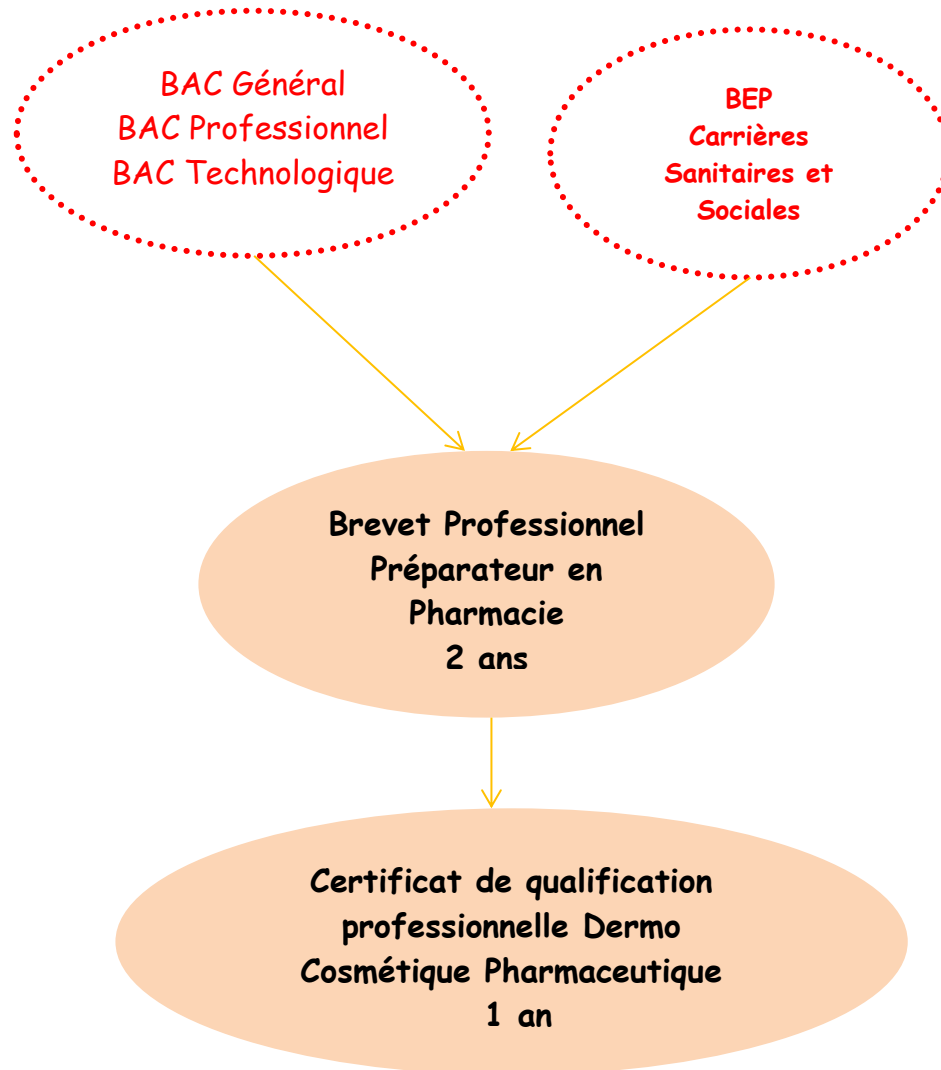 BAC Général
BAC Professionnel
BAC Technologique
BEP
Carrières
Sanitaires et
Sociales
Brevet Professionnel
Préparateur en
Pharmacie
2 ans
Certificat de qualification
professionnelle Dermo
Cosmétique Pharmaceutique
1 an